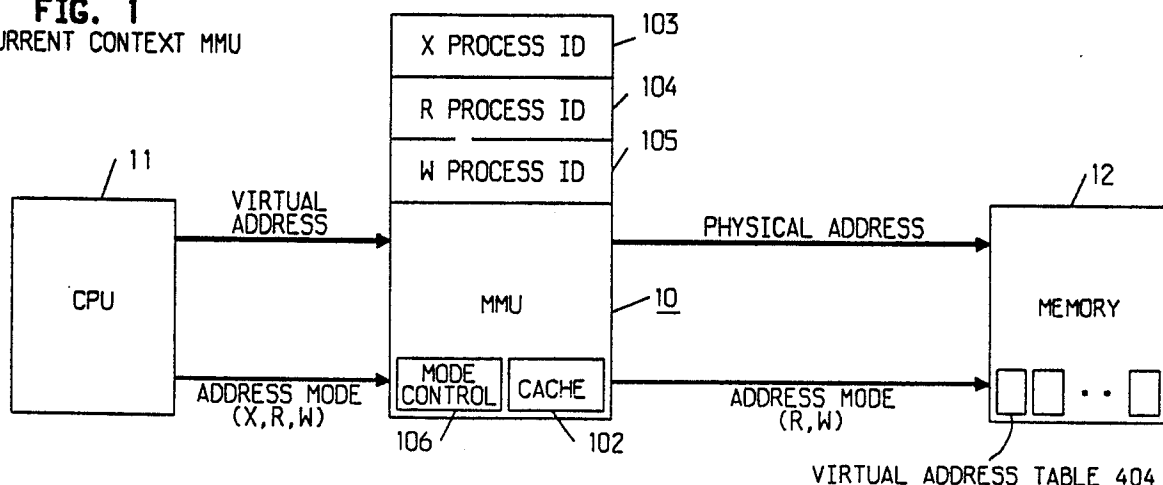 FIG. 1
URRENT CONTEXT MMU
X PROCESS ID
103
R PROCESS ID
104
W PROCESS ID
105
11
VIRTUAL
ADDRESS
CPU
ADDRESS MODE
(X,R,W)
MMU
10
MODE
CONTROL
CACHE
106
102
PHYSICAL ADDRESS
ADDRESS MODE
(R,W)
12
MEMORY
. .
VIRTUAL ADDRESS TABLE 404